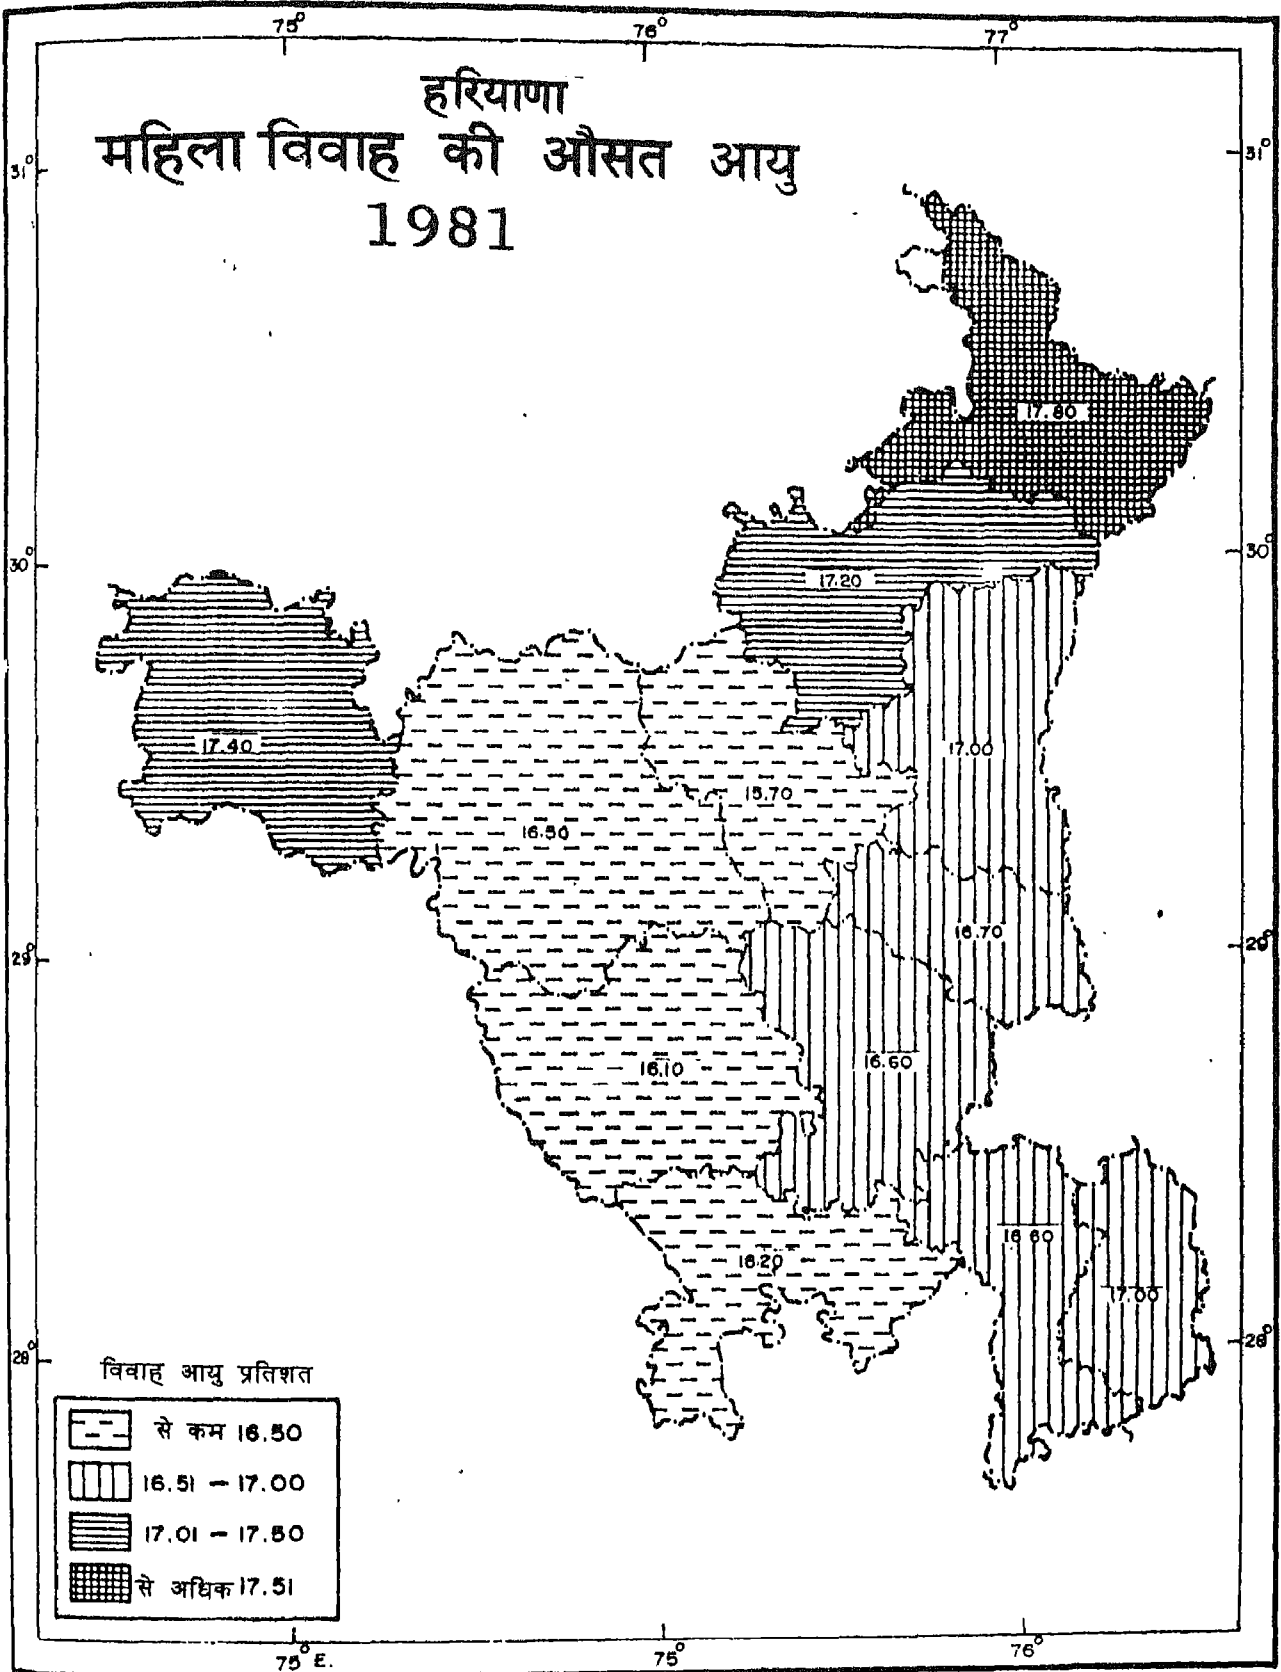 75° 76° 77°
हरियाणा
महिला विवाह की औसत आयु
1981
31° 31°
17.80
30° 30°
17.20
17.40
17.00
15.70
16.50
16.70
29° 29°
16.10
16.60
16.60
16.20
17.00
28° 28°
विवाह आयु प्रतिशत
से कम 16.50
16.51 – 17.00
17.01 – 17.50
से अधिक 17.51
75° E. 75° 76°